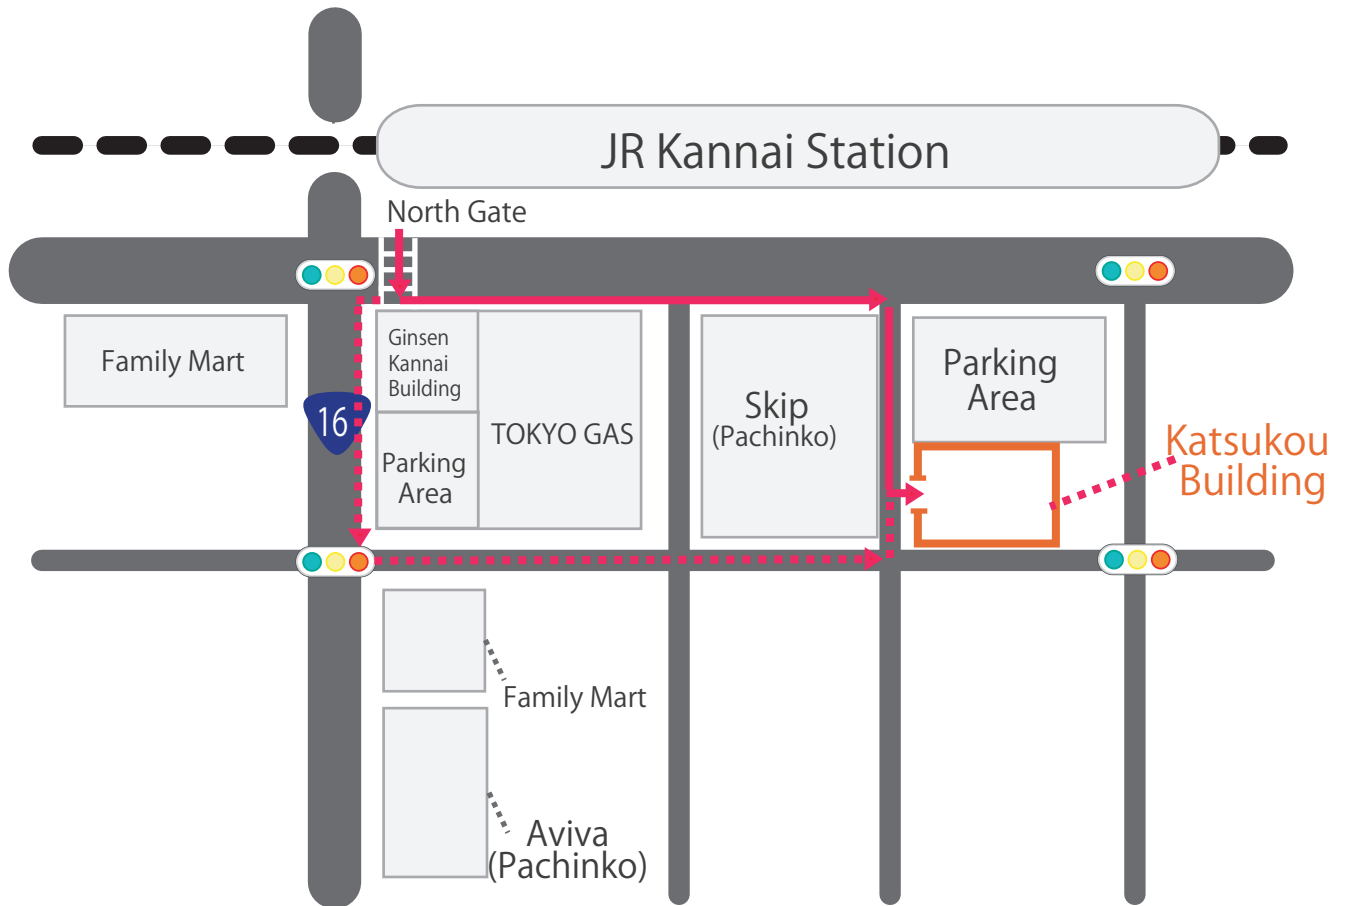 JR Kannai Station
North Gate
Family Mart
16
Ginsen
Kannai
Building
Parking
Area
TOKYO GAS
Skip
(Pachinko)
Parking
Area
Katsukou
Building
Family Mart
Aviva
(Pachinko)